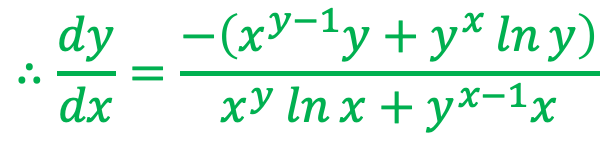 ∴ dy/dx = −(x^{y−1}y + y^x ln y) / x^y ln x + y^{x−1}x